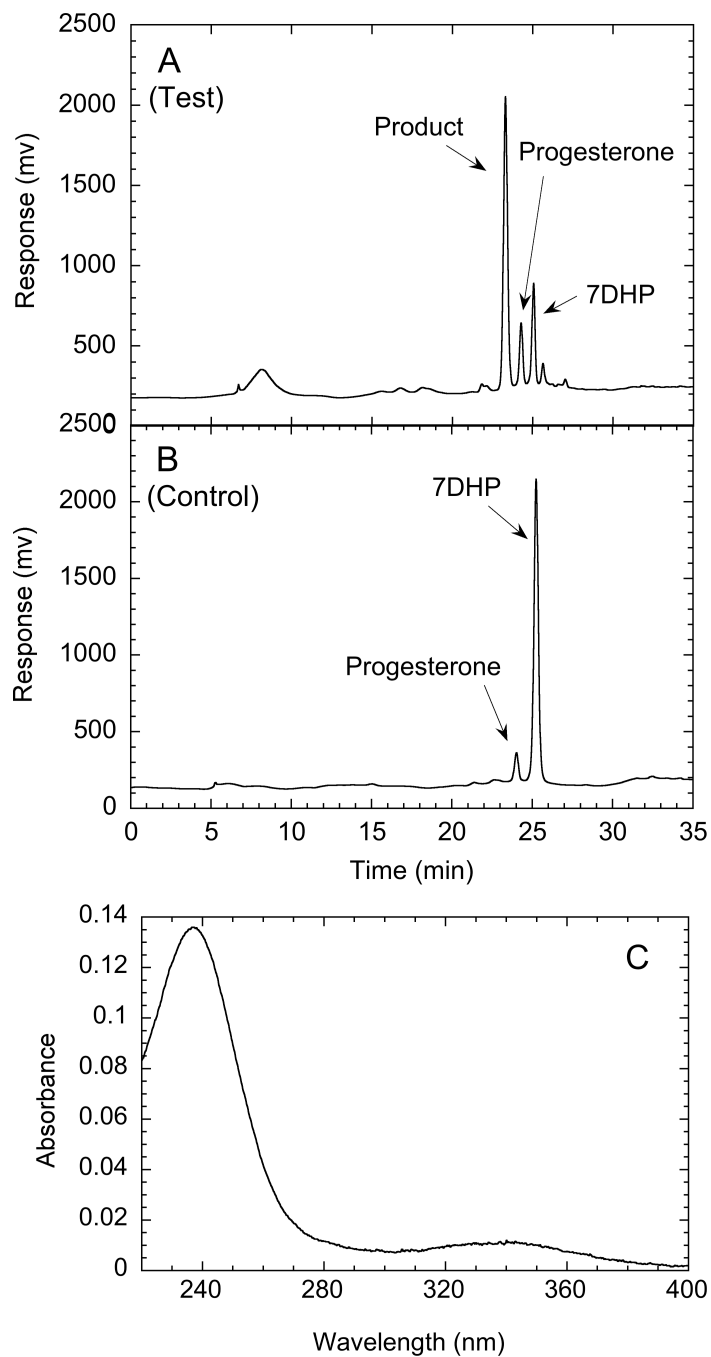 2500
A
(Test)
2000
Product
Progesterone
1500
Response (mv)
1000
7DHP
500
0
2500
B
(Control)
7DHP
2000
1500
Response (mv)
1000
Progesterone
500
0
0 5 10 15 20 25 30 35
Time (min)
0.14
C
0.12
0.1
0.08
Absorbance
0.06
0.04
0.02
0
240 280 320 360 400
Wavelength (nm)